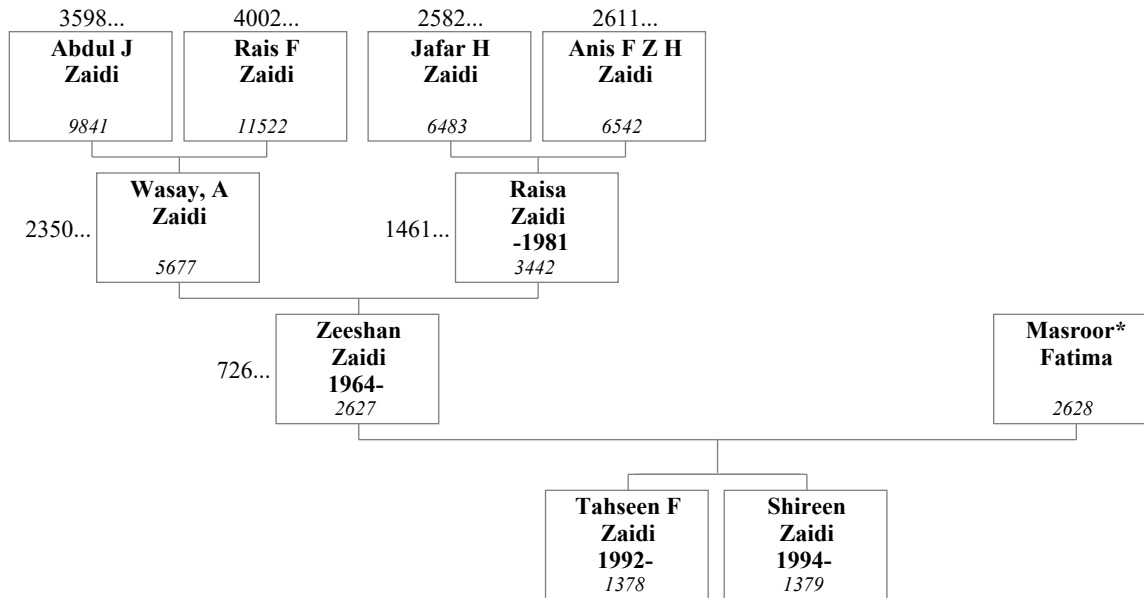 3598...
4002...
2582...
2611...
Abdul J
Zaidi
9841
Rais F
Zaidi
11522
Jafar H
Zaidi
6483
Anis F Z H
Zaidi
6542
2350...
Wasay, A
Zaidi
5677
1461...
Raisa
Zaidi
-1981
3442
726...
Zeeshan
Zaidi
1964-
2627
Masroor*
Fatima
2628
Tahseen F
Zaidi
1992-
1378
Shireen
Zaidi
1994-
1379